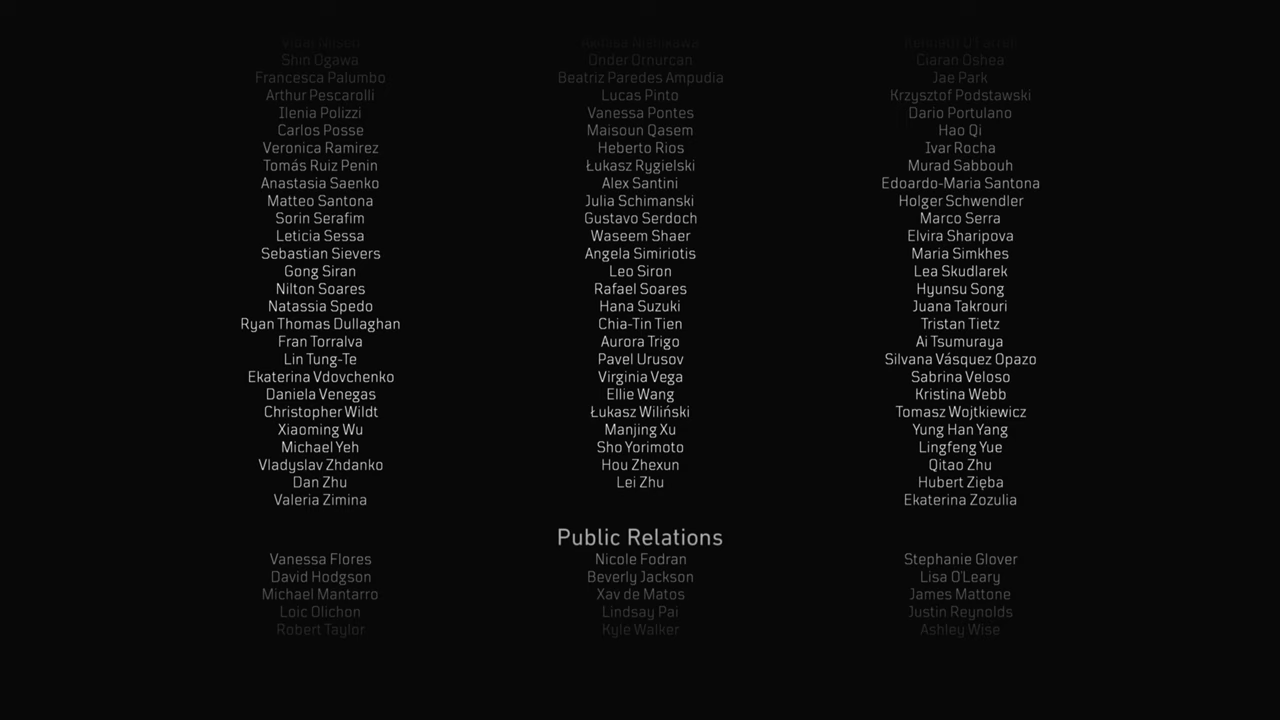 Shin Ogawa Onder Ornurcan Ciaran Oshea
Francesca Palumbo Beatriz Paredes Ampudia Jae Park
Arthur Pescarolli Lucas Pinto Krzysztof Podstawski
Ilenia Polizzi Vanessa Pontes Dario Portulano
Carlos Posse Maisoun Qasem Hao Qi
Veronica Ramirez Heberto Rios Ivar Rocha
Tomás Ruiz Penin Łukasz Rygielski Murad Sabbouh
Anastasia Saenko Alex Santini Edoardo-Maria Santona
Matteo Santona Julia Schimanski Holger Schwendler
Sorin Serafim Gustavo Serdoch Marco Serra
Leticia Sessa Waseem Shaer Elvira Sharipova
Sebastian Sievers Angela Simiriotis Maria Simkhes
Gong Siran Leo Siron Lea Skudlarek
Nilton Soares Rafael Soares Hyunsu Song
Natassia Spedo Hana Suzuki Juana Takrouri
Ryan Thomas Dullaghan Chia-Tin Tien Tristan Tietz
Fran Torralva Aurora Trigo Ai Tsumuraya
Lin Tung-Te Pavel Urusov Silvana Vásquez Opazo
Ekaterina Vdovchenko Virginia Vega Sabrina Veloso
Daniela Venegas Ellie Wang Kristina Webb
Christopher Wildt Łukasz Wiliński Tomasz Wojtkiewicz
Xiaoming Wu Manjing Xu Yung Han Yang
Michael Yeh Sho Yorimoto Lingfeng Yue
Vladyslav Zhdanko Hou Zhexun Qitao Zhu
Dan Zhu Lei Zhu Hubert Zięba
Valeria Zimina Ekaterina Zozulia
Public Relations
Vanessa Flores Nicole Fodran Stephanie Glover
David Hodgson Beverly Jackson Lisa O'Leary
Michael Mantarro Xav de Matos James Mattone
Loic Olichon Lindsay Pai Justin Reynolds
Robert Taylor Kyle Walker Ashley Wise